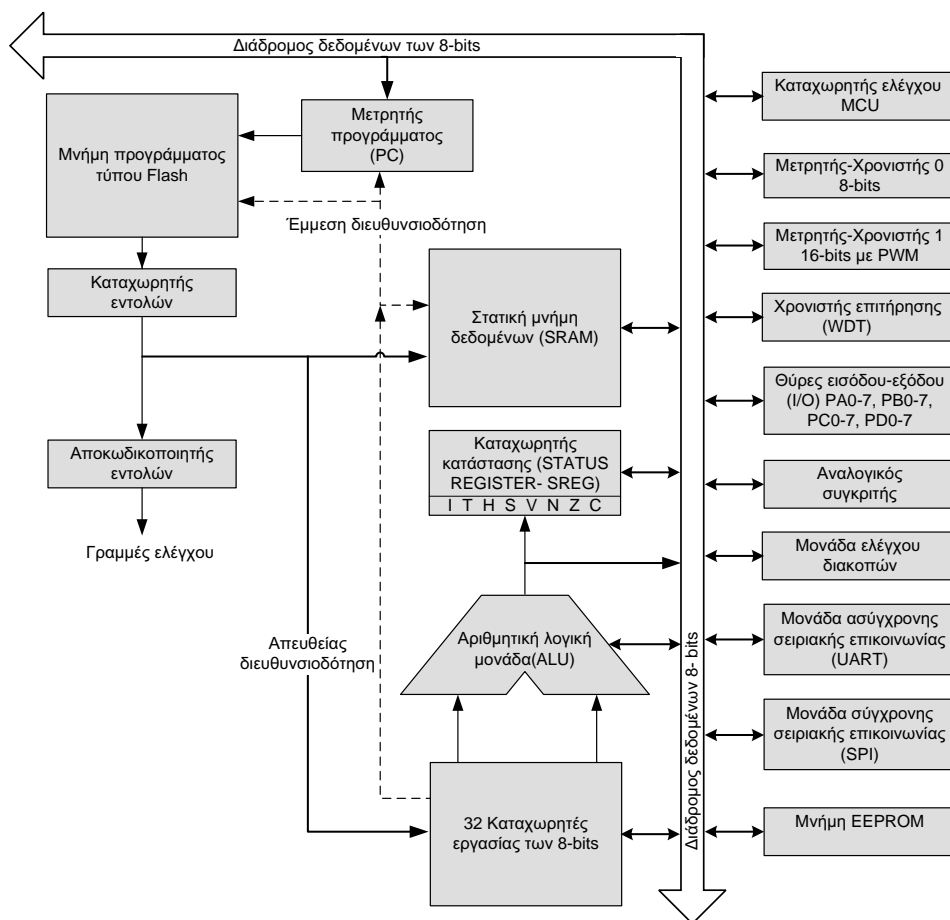 Διάδρομος δεδομένων των 8-bits
Μετρητής
προγράμματος
(PC)
Μνήμη προγράμματος
τύπου Flash
Έμμεση διευθυνσιοδότηση
Καταχωρητής
εντολών
Στατική μνήμη
δεδομένων (SRAM)
Αποκωδικοποιητής
εντολών
Γραμμές ελέγχου
Καταχωρητής
κατάστασης (STATUS
REGISTER- SREG)
I T H S V N Z C
Απευθείας
διευθυνσιοδότηση
Αριθμητική λογική
μονάδα(ALU)
32 Καταχωρητές
εργασίας των 8-bits
Διάδρομος δεδομένων 8- bits
Καταχωρητής ελέγχου
MCU
Μετρητής-Χρονιστής 0
8-bits
Μετρητής-Χρονιστής 1
16-bits με PWM
Χρονιστής επιτήρησης
(WDT)
Θύρες εισόδου-εξόδου
(I/O) PA0-7, PB0-7,
PC0-7, PD0-7
Αναλογικός
συγκριτής
Μονάδα ελέγχου
διακοπών
Μονάδα ασύγχρονης
σειριακής επικοινωνίας
(UART)
Μονάδα σύγχρονης
σειριακής επικοινωνίας
(SPI)
Μνήμη EEPROM